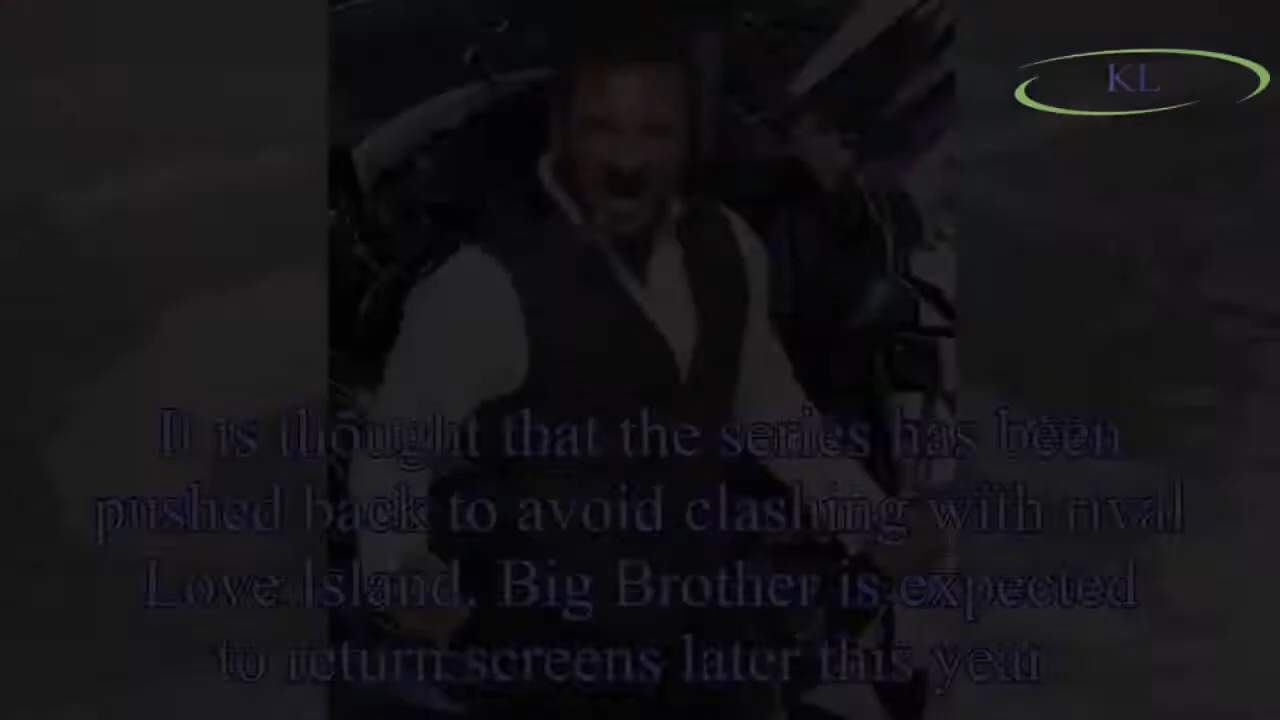 KL
It is thought that the series has been
pushed back to avoid clashing with rival
Love Island. Big Brother is expected
to return screens later this year